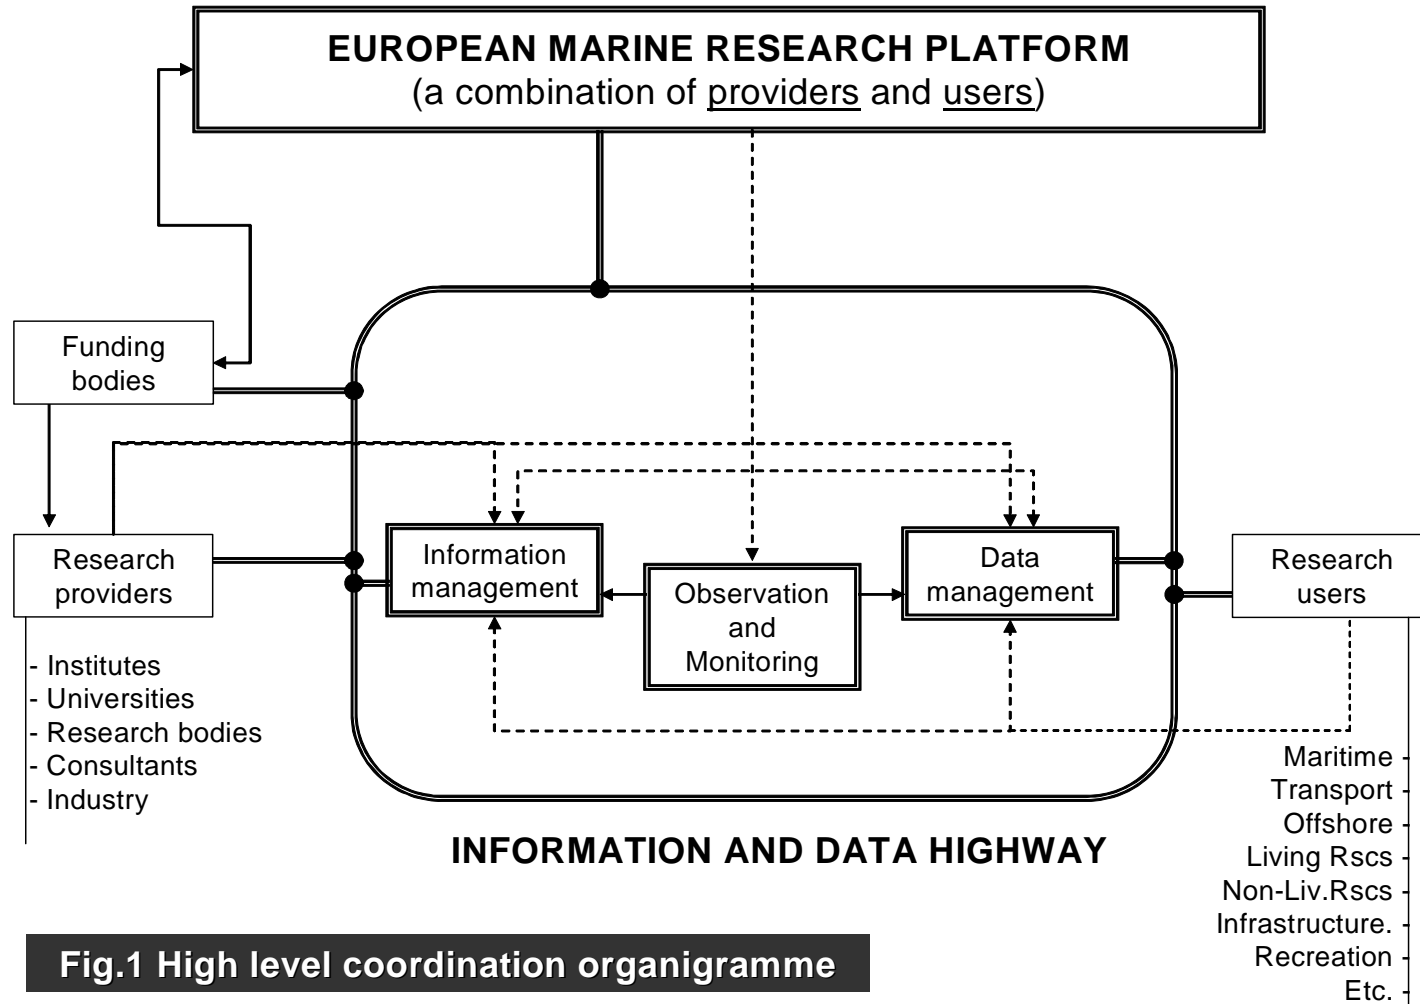 EUROPEAN MARINE RESEARCH PLATFORM
(a combination of providers and users)
Funding
bodies
Research
providers
- Institutes
- Universities
- Research bodies
- Consultants
- Industry
Information
management
Observation
and
Monitoring
Data
management
Research
users
Maritime -
Transport -
Offshore -
Living Rscs -
Non-Liv.Rscs -
Infrastructure. -
Recreation -
Etc. -
INFORMATION AND DATA HIGHWAY
Fig.1 High level coordination organigramme